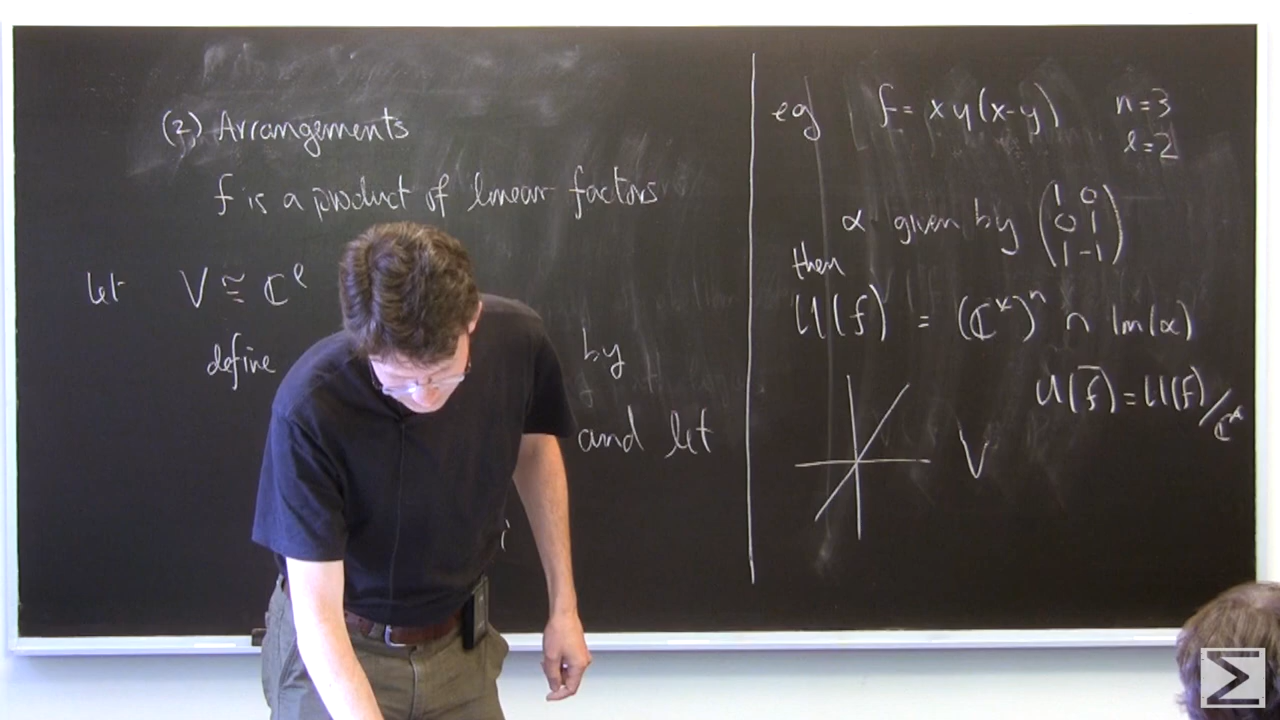 (2) Arrangements
f is a product of linear factors
let V ≅ ℂ^ℓ
define by
and let
i
eg f = xy(x-y) n=3
ℓ=2
α given by (1 0
0 1
1 -1)
then
U(f) = (ℂ*)^n ∩ Im(α)
U(f̄) = U(f)/ℂ*
V
Σ